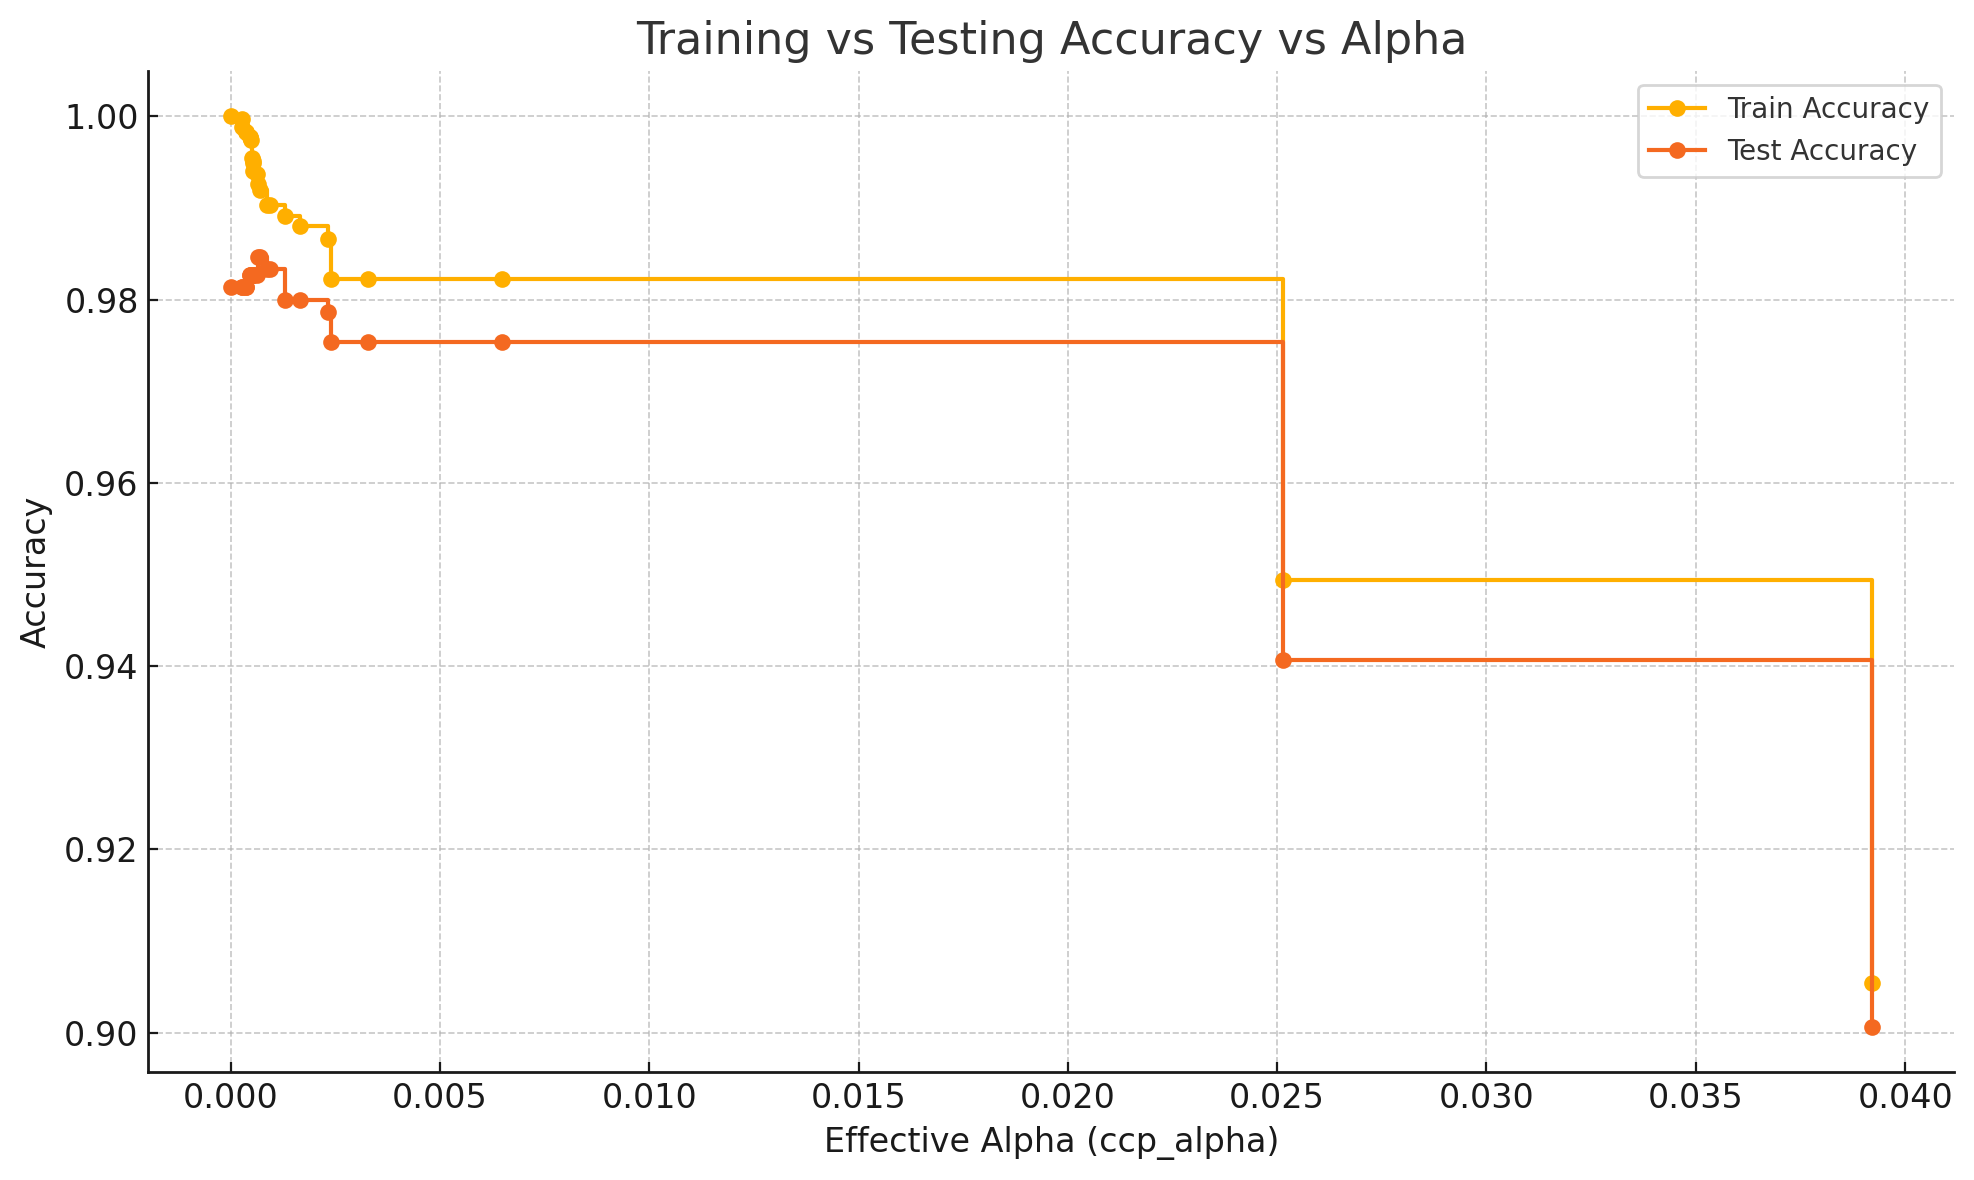 Training vs Testing Accuracy vs Alpha
Train Accuracy
Test Accuracy
Accuracy
1.00
0.98
0.96
0.94
0.92
0.90
0.000 0.005 0.010 0.015 0.020 0.025 0.030 0.035 0.040
Effective Alpha (ccp_alpha)